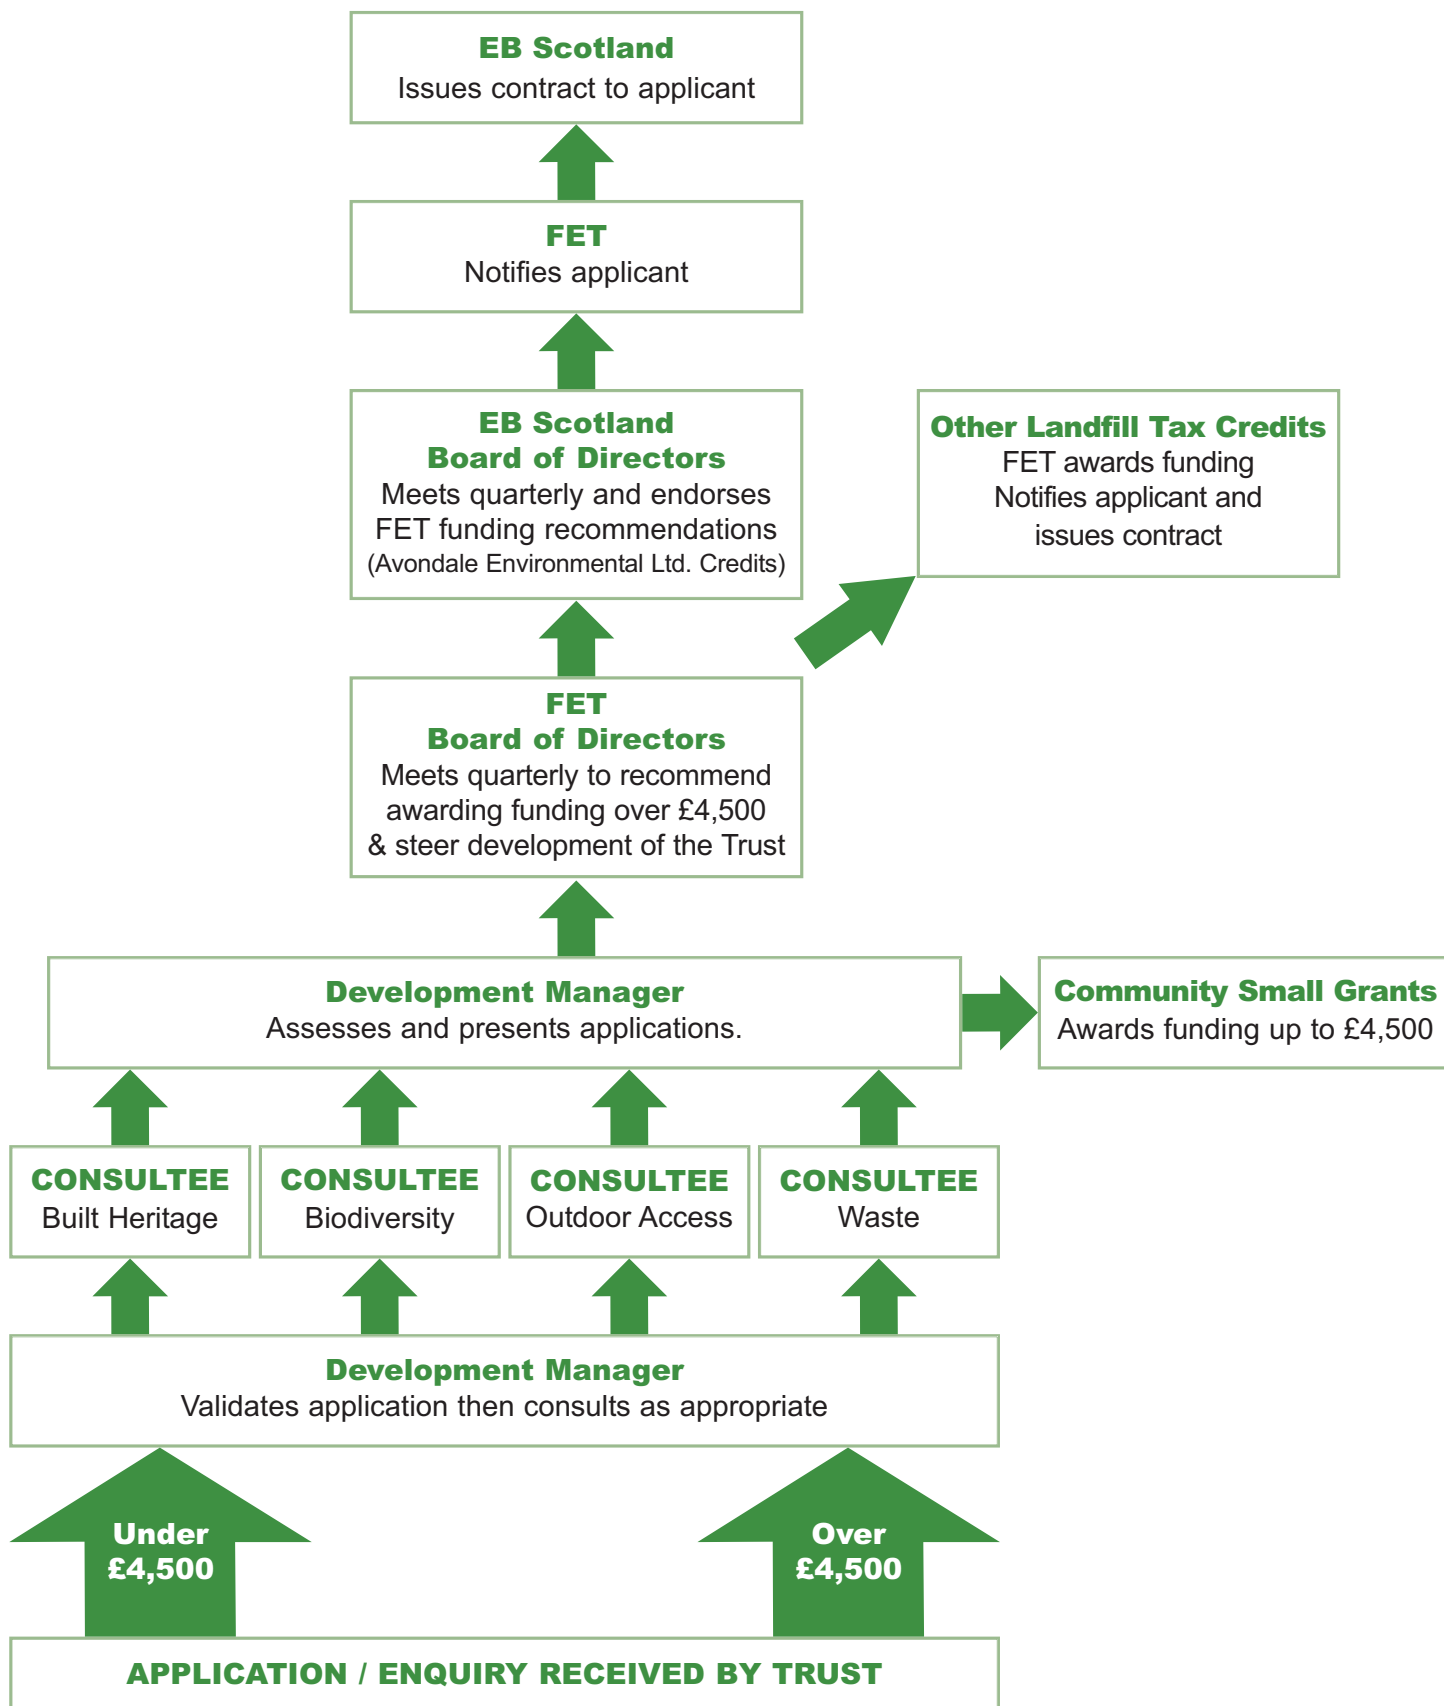 EB Scotland
Issues contract to applicant
FET
Notifies applicant
EB Scotland
Board of Directors
Meets quarterly and endorses
FET funding recommendations
(Avondale Environmental Ltd. Credits)
Other Landfill Tax Credits
FET awards funding
Notifies applicant and
issues contract
FET
Board of Directors
Meets quarterly to recommend
awarding funding over £4,500
& steer development of the Trust
Development Manager
Assesses and presents applications.
Community Small Grants
Awards funding up to £4,500
CONSULTEE
Built Heritage
CONSULTEE
Biodiversity
CONSULTEE
Outdoor Access
CONSULTEE
Waste
Development Manager
Validates application then consults as appropriate
Under
£4,500
Over
£4,500
APPLICATION / ENQUIRY RECEIVED BY TRUST